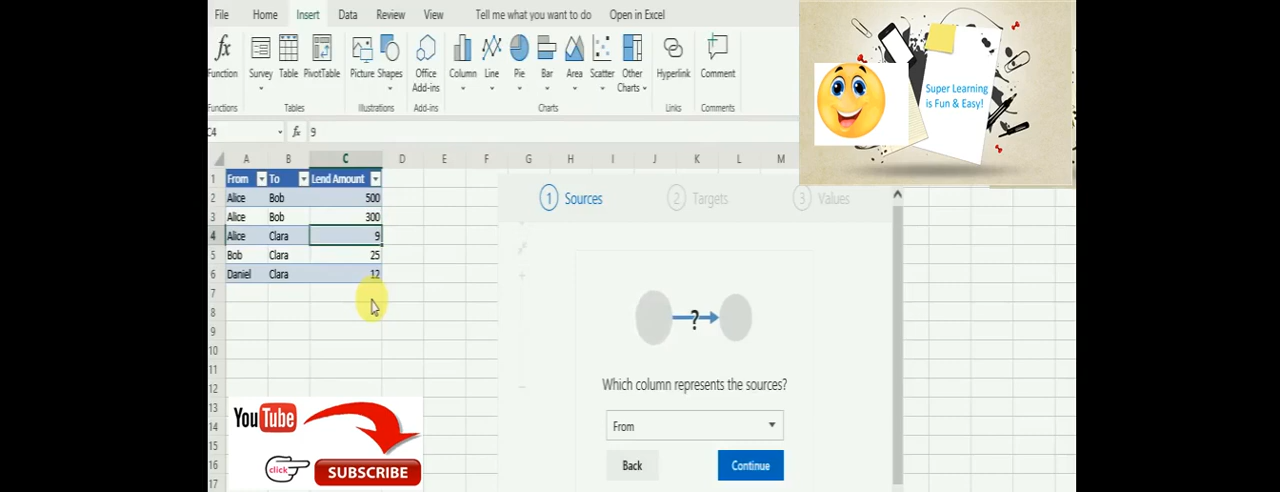 File Home Insert Data Review View Tell me what you want to do Open in Excel
fx
Function Survey Table PivotTable Picture Shapes Office Add-ins Column Line Pie Bar Area Scatter Other Charts Hyperlink Comment
Functions Tables Illustrations Add-ins Charts Links Comments
C4 fx 9
A B C D E F G H I J K L M
1 From To Lend Amount
2 Alice Bob 500
3 Alice Bob 300
4 Alice Clara 9
5 Bob Clara 25
6 Daniel Clara 12
7
8
9
10
11
12
13
14
15
16
17
Super Learning
is Fun & Easy!
1 Sources 2 Targets 3 Values
?
Which column represents the sources?
From
Back Continue
YouTube
click SUBSCRIBE